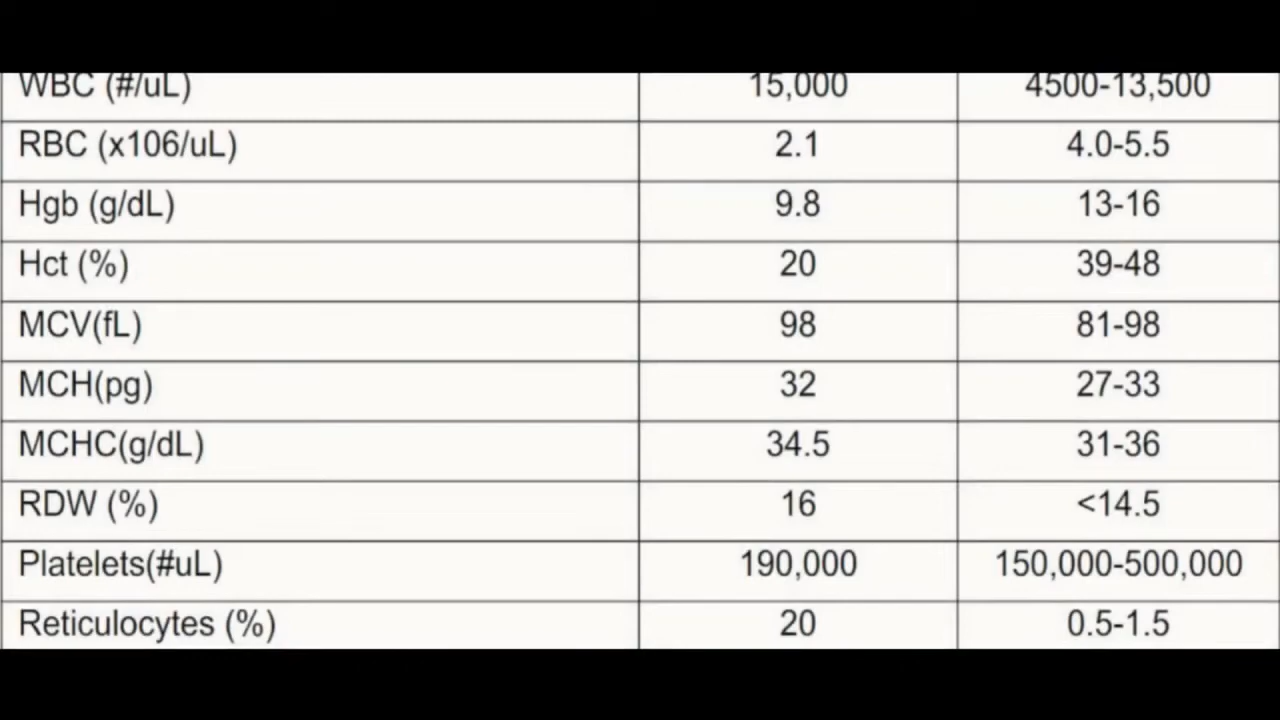 WBC (#/uL) 15,000 4500-13,500
RBC (x106/uL) 2.1 4.0-5.5
Hgb (g/dL) 9.8 13-16
Hct (%) 20 39-48
MCV(fL) 98 81-98
MCH(pg) 32 27-33
MCHC(g/dL) 34.5 31-36
RDW (%) 16 <14.5
Platelets(#uL) 190,000 150,000-500,000
Reticulocytes (%) 20 0.5-1.5